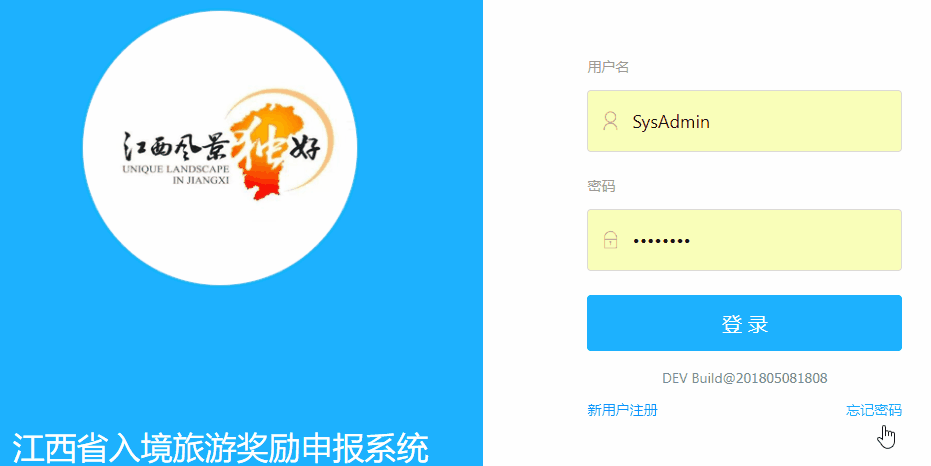 江西风景独好
UNIQUE LANDSCAPE
IN JIANGXI
江西省入境旅游奖励申报系统
用户名
SysAdmin
密码
••••••••
登 录
DEV Build@201805081808
新用户注册
忘记密码